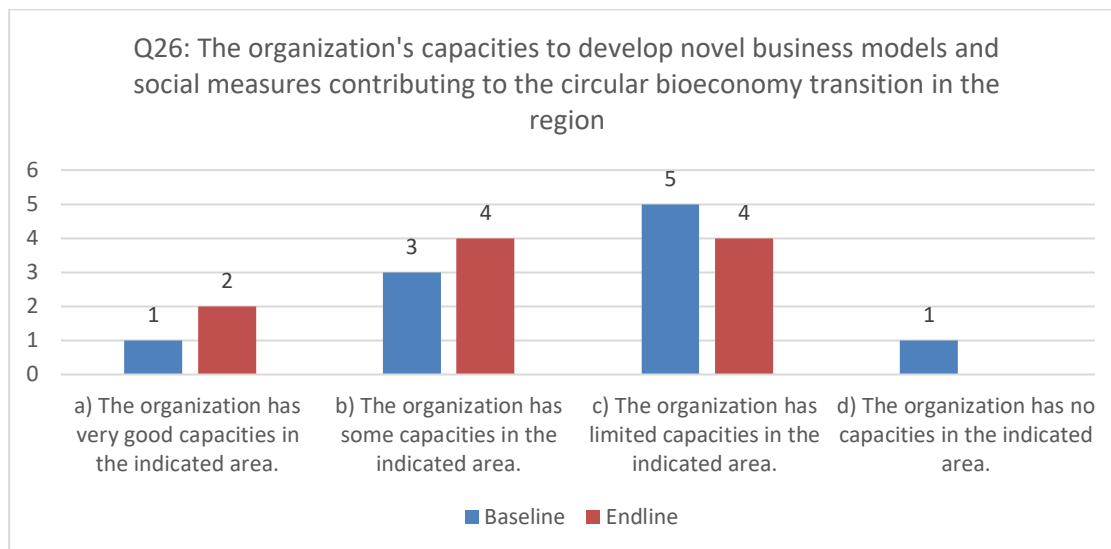 Q26: The organization's capacities to develop novel business models and
social measures contributing to the circular bioeconomy transition in the
region
6
5
4
3
2
1
0
1
2
3
4
5
4
1
a) The organization has
very good capacities in
the indicated area.
b) The organization has
some capacities in the
indicated area.
c) The organization has
limited capacities in the
indicated area.
d) The organization has no
capacities in the indicated
area.
Baseline
Endline